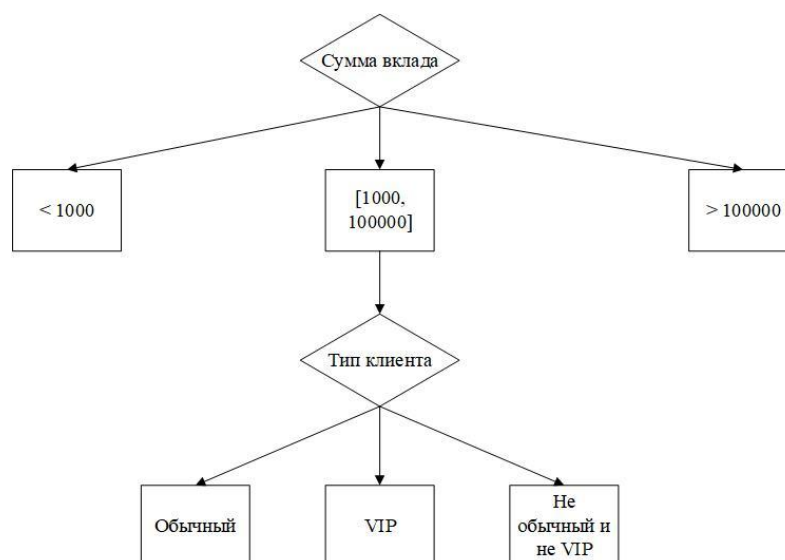 Сумма вклада
< 1000
[1000,
100000]
> 100000
Тип клиента
Обычный
VIP
Не
обычный и
не VIP